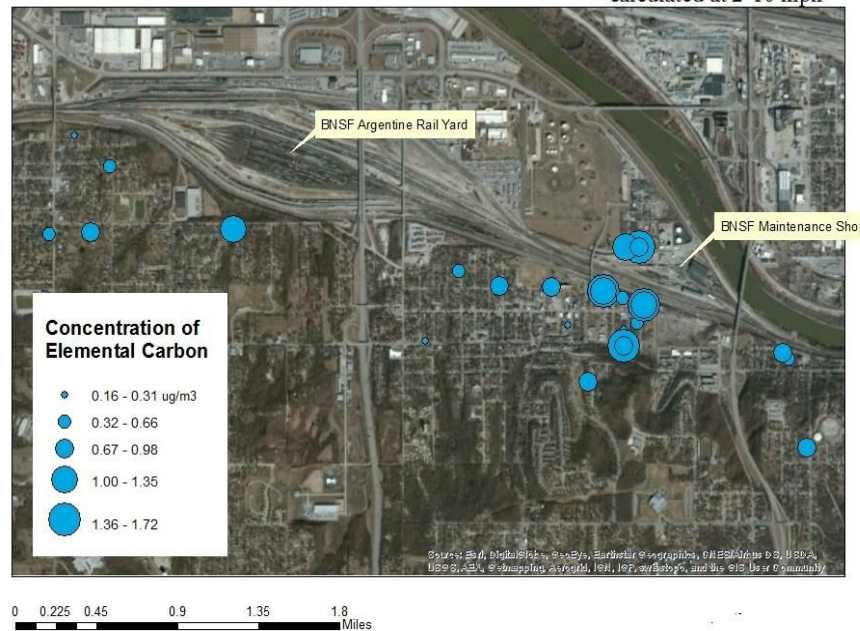 calculated at 2-10 mph
BNSF Argentine Rail Yard
BNSF Maintenance Sho
Concentration of
Elemental Carbon
0.16 - 0.31 ug/m3
0.32 - 0.66
0.67 - 0.98
1.00 - 1.35
1.36 - 1.72
Source: Esri, DigitalGlobe, GeoEye, Earthstar Geographics, CNES/Airbus DS, USDA,
USGS, AEX, Getmapping, Aerogrid, IGN, IGP, swisstopo, and the GIS User Community
0 0.225 0.45 0.9 1.35 1.8
Miles